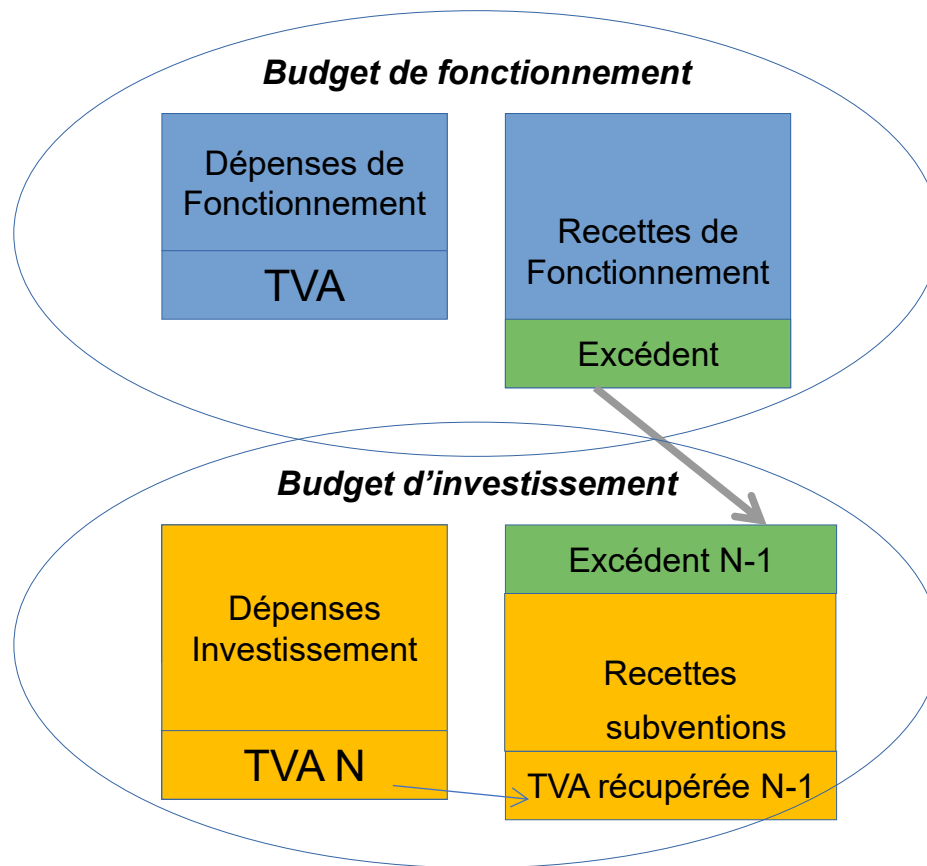 Budget de fonctionnement
Dépenses de
Fonctionnement
TVA
Recettes de
Fonctionnement
Excédent
Budget d’investissement
Dépenses
Investissement
TVA N
Excédent N-1
Recettes
subventions
TVA récupérée N-1